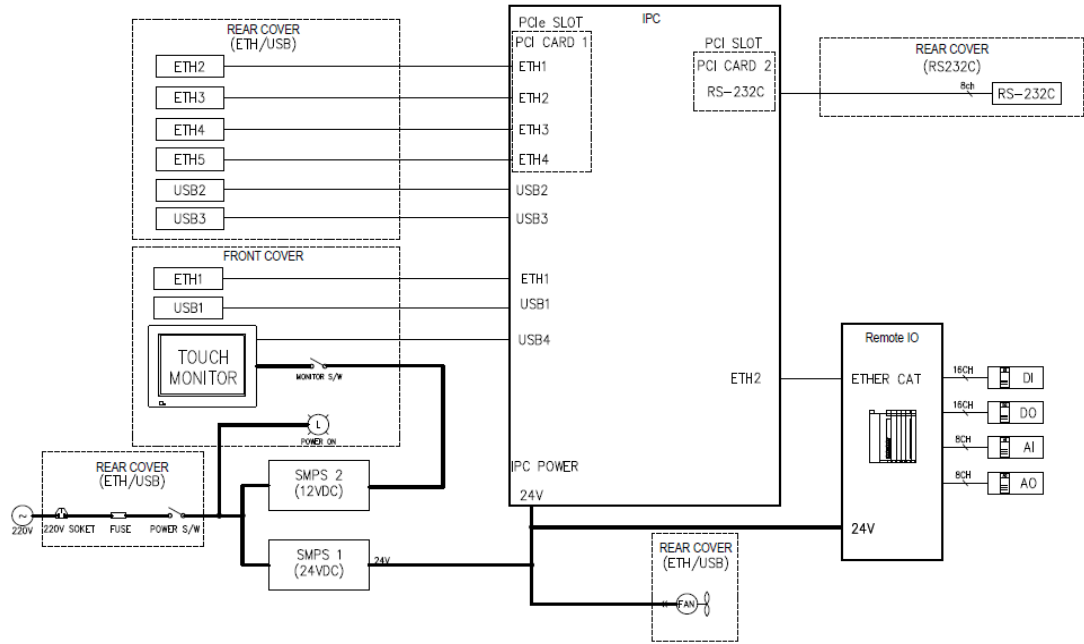 REAR COVER
(ETH/USB)
ETH2
ETH3
ETH4
ETH5
USB2
USB3
FRONT COVER
ETH1
USB1
TOUCH
MONITOR
MONITOR S/W
L
POWER ON
REAR COVER
(ETH/USB)
~
220V
220V SOKET
FUSE
POWER S/W
SMPS 2
(12VDC)
SMPS 1
(24VDC)
24V
IPC
PCIe SLOT
PCI CARD 1
ETH1
ETH2
ETH3
ETH4
USB2
USB3
ETH1
USB1
USB4
PCI SLOT
PCI CARD 2
RS-232C
ETH2
IPC POWER
24V
REAR COVER
(RS232C)
8ch
RS-232C
Remote IO
ETHER CAT
24V
16CH
DI
16CH
DO
8CH
AI
8CH
AO
REAR COVER
(ETH/USB)
FAN